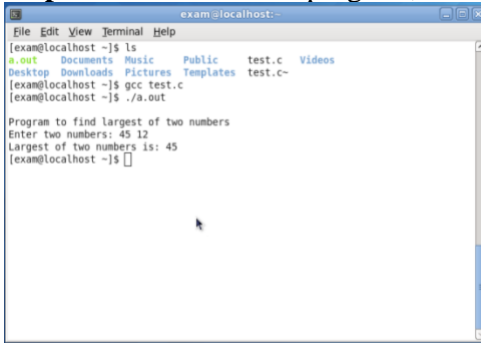 exam@localhost:~
File Edit View Terminal Help
[exam@localhost ~]$ ls
a.out Documents Music Public test.c Videos
Desktop Downloads Pictures Templates test.c~
[exam@localhost ~]$ gcc test.c
[exam@localhost ~]$ ./a.out
Program to find largest of two numbers
Enter two numbers: 45 12
Largest of two numbers is: 45
[exam@localhost ~]$